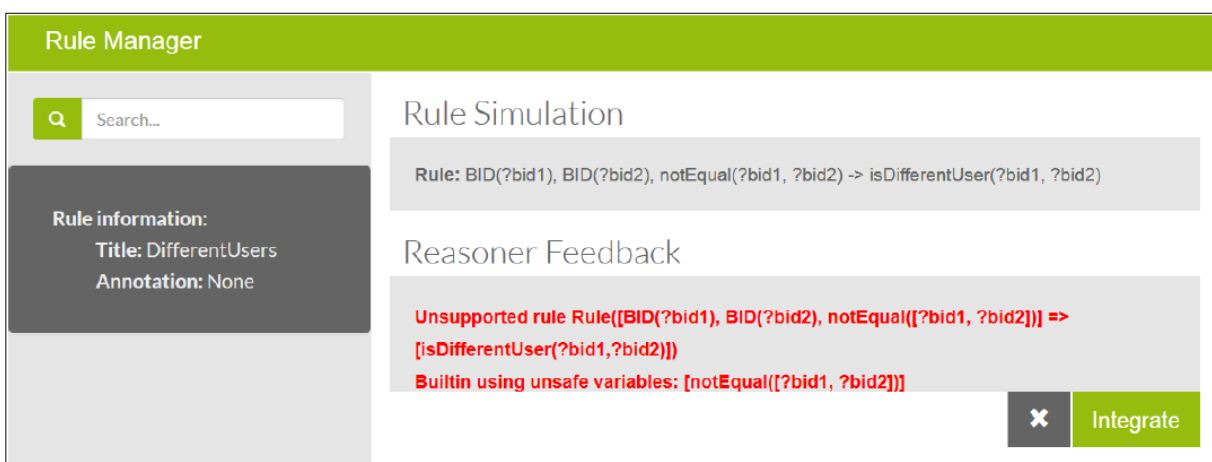 Rule Manager
Search...
Rule information:
Title: DifferentUsers
Annotation: None
Rule Simulation
Rule: BID(?bid1), BID(?bid2), notEqual(?bid1, ?bid2) -> isDifferentUser(?bid1, ?bid2)
Reasoner Feedback
Unsupported rule Rule([BID(?bid1), BID(?bid2), notEqual([?bid1, ?bid2])] =>
[isDifferentUser(?bid1,?bid2)])
Builtin using unsafe variables: [notEqual([?bid1, ?bid2])]
Integrate